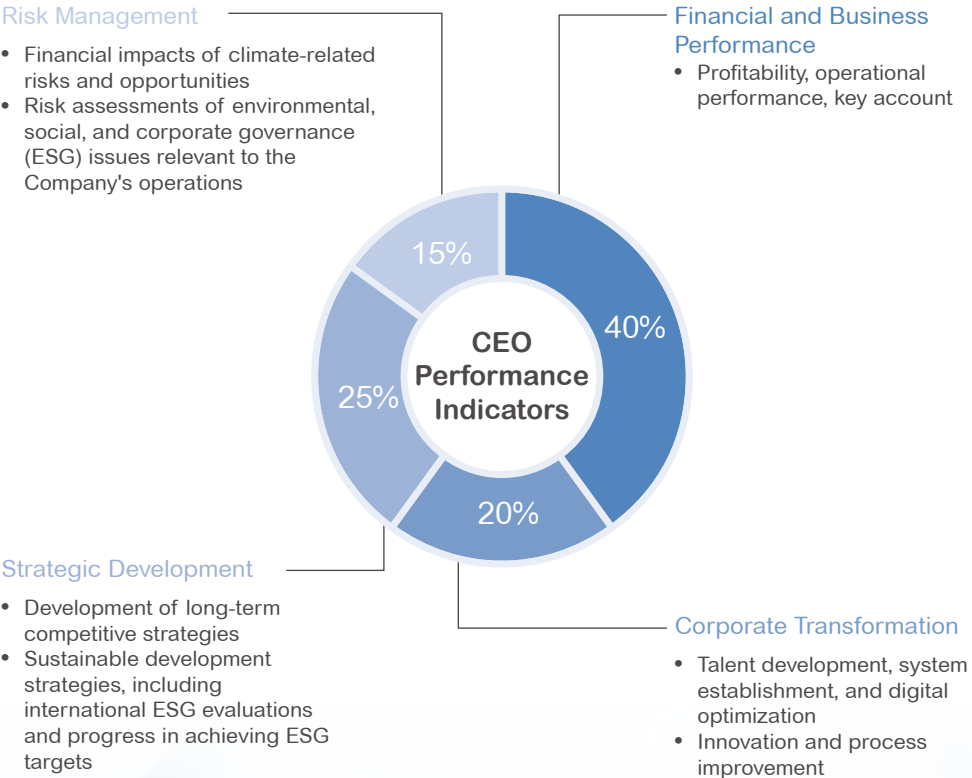 Risk Management
• Financial impacts of climate-related
risks and opportunities
• Risk assessments of environmental,
social, and corporate governance
(ESG) issues relevant to the
Company's operations
Financial and Business
Performance
• Profitability, operational
performance, key account
15%
40%
25%
20%
CEO
Performance
Indicators
Strategic Development
• Development of long-term
competitive strategies
• Sustainable development
strategies, including
international ESG evaluations
and progress in achieving ESG
targets
Corporate Transformation
• Talent development, system
establishment, and digital
optimization
• Innovation and process
improvement